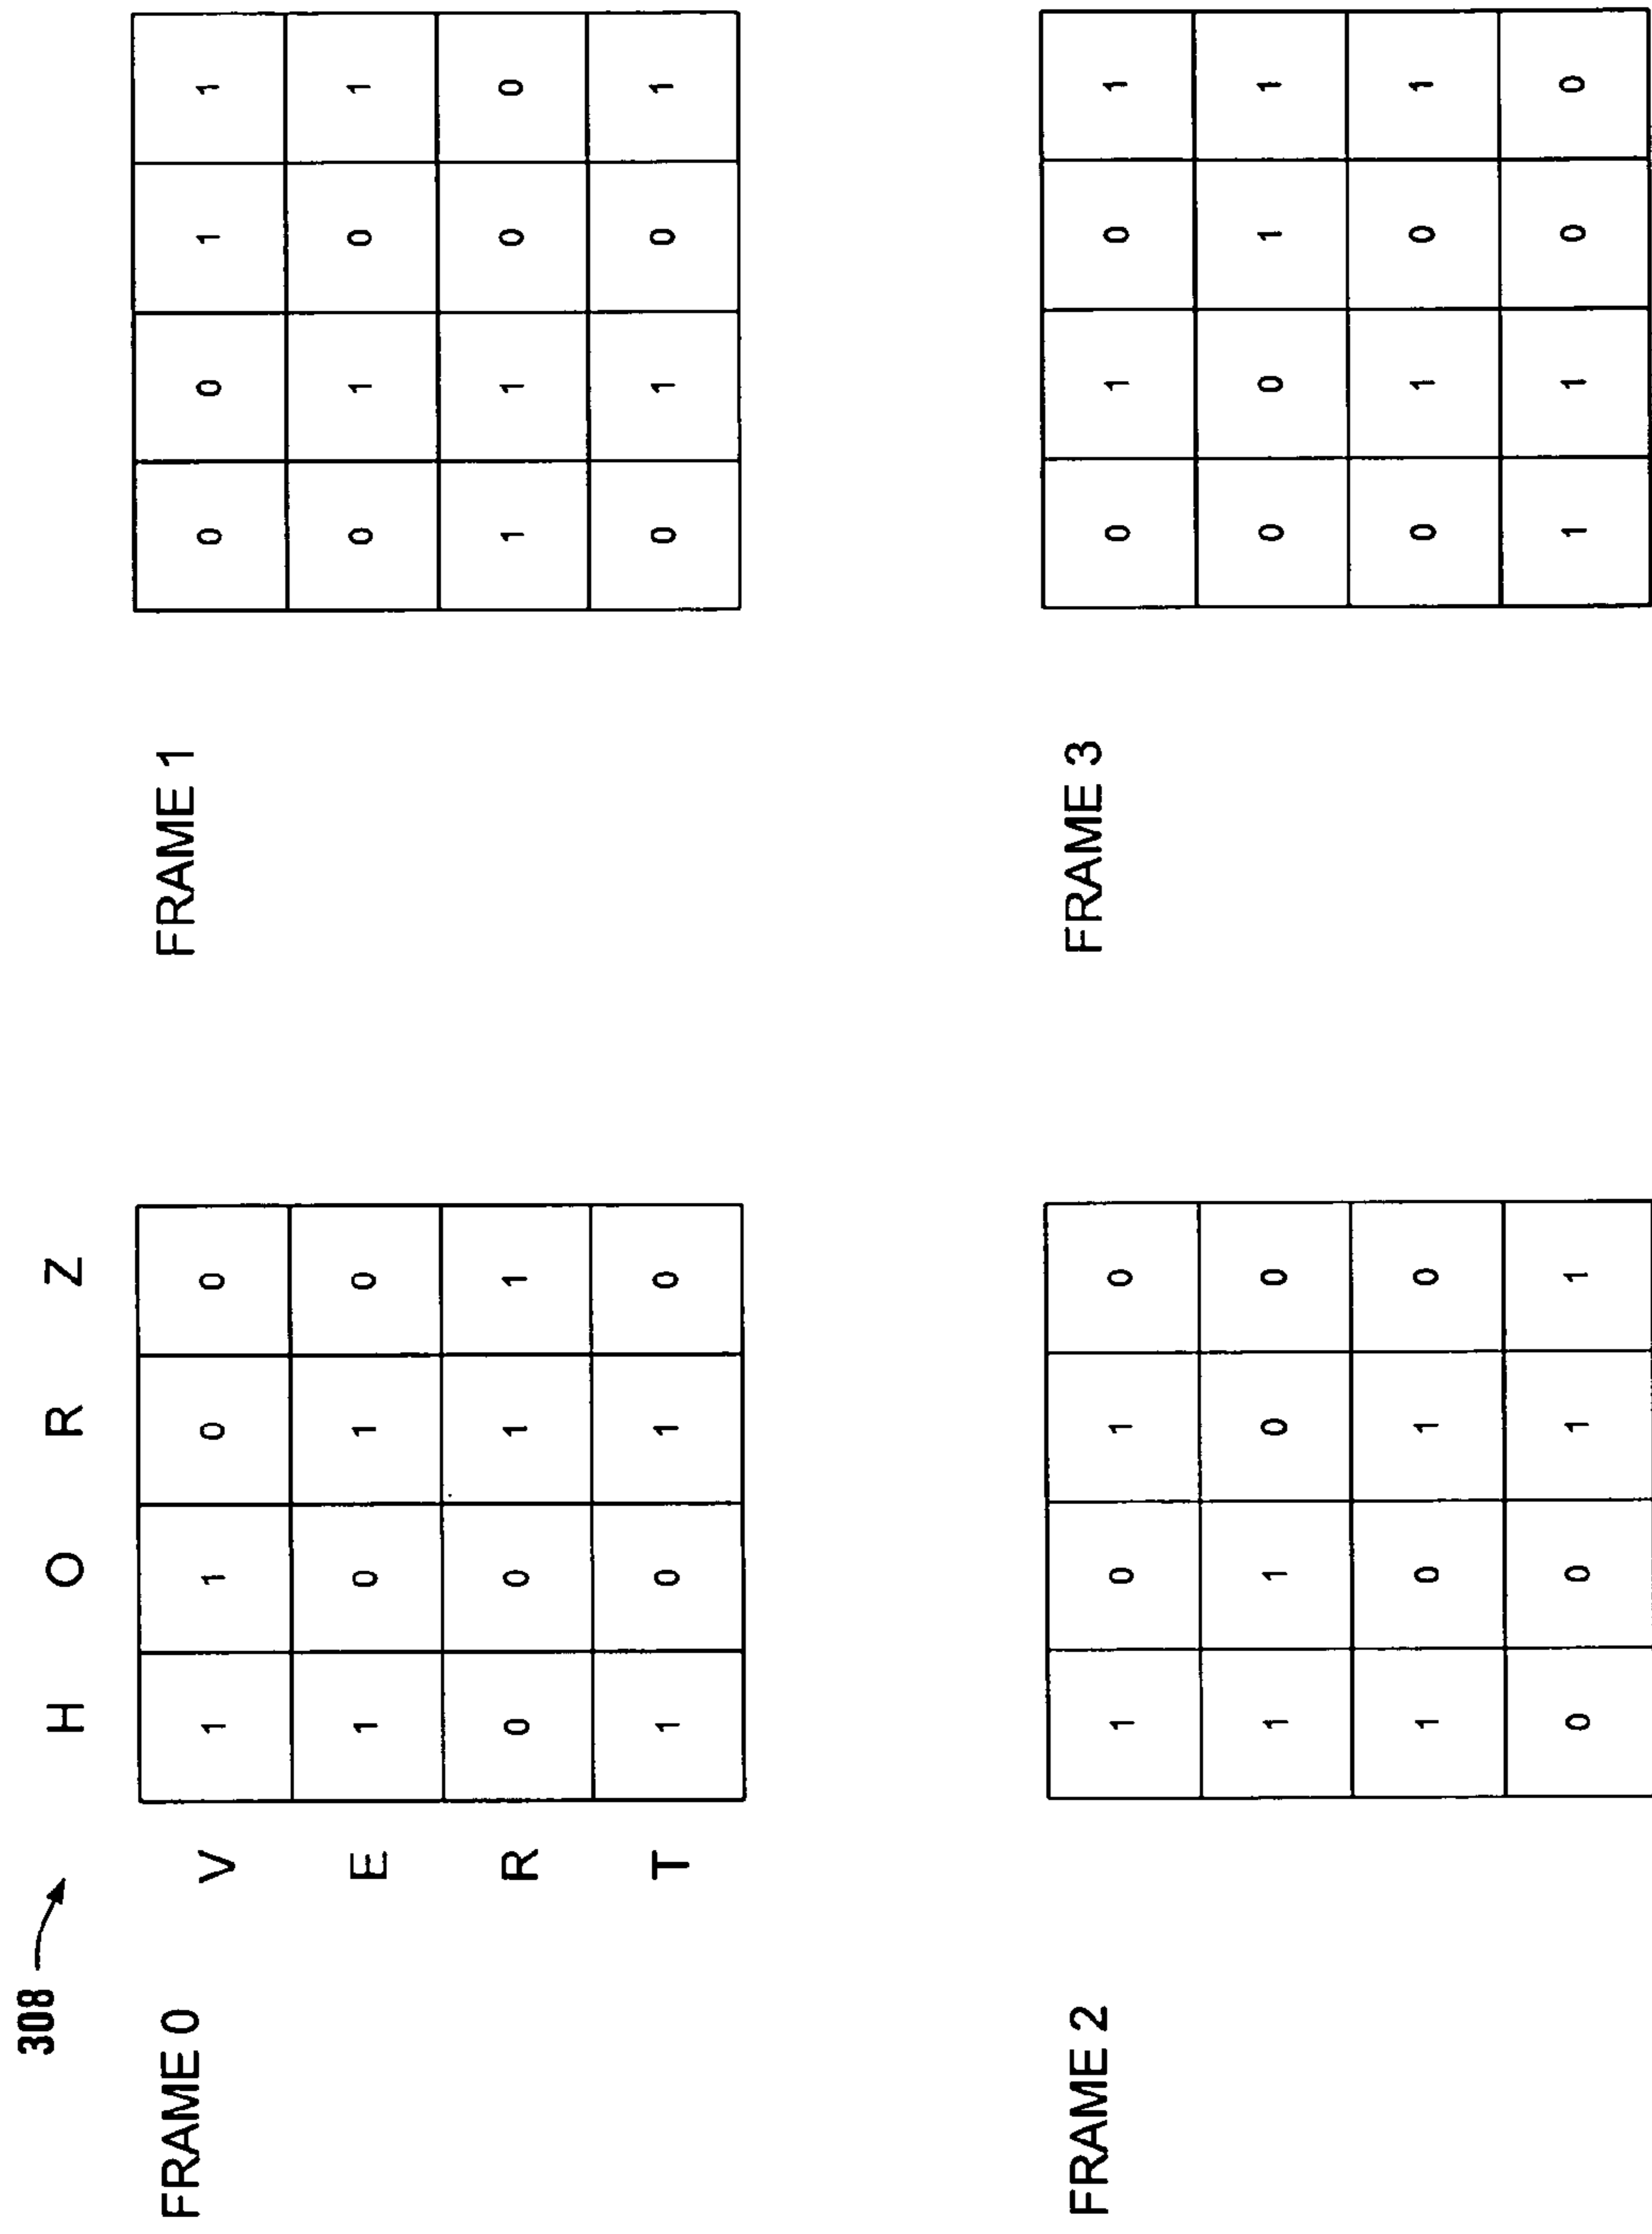 308
H O R Z
FRAME 0
V 1 1 0 0
E 1 0 1 0
R 0 0 1 1
T 1 0 1 0
FRAME 1
0 0 1 1
0 1 0 1
1 1 0 0
0 1 0 1
FRAME 2
1 0 1 0
1 1 0 0
1 0 1 0
0 0 1 1
FRAME 3
0 1 0 1
0 0 1 1
0 1 0 1
1 1 0 0